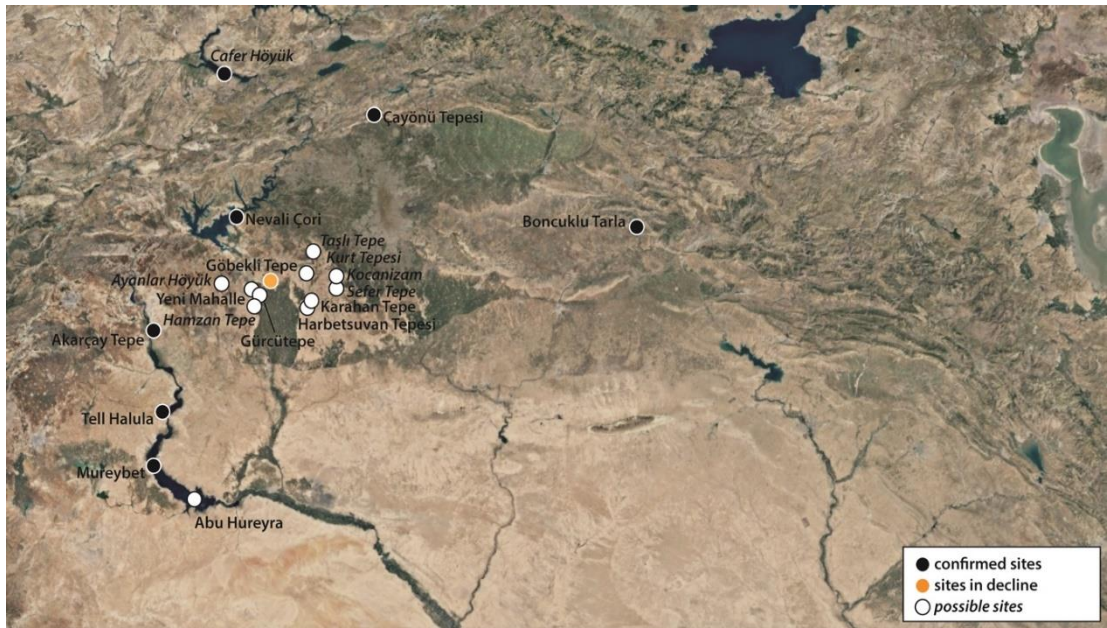 Cafer Höyük
Çayönü Tepesi
Nevali Çori
Boncuklu Tarla
Taşlı Tepe
Kurt Tepesi
Göbekli Tepe
Kocanizam
Ayanlar Höyük
Sefer Tepe
Yeni Mahalle
Karahan Tepe
Hamzan Tepe
Harbetsuvan Tepesi
Gürcütepe
Akarçay Tepe
Tell Halula
Mureybet
Abu Hureyra
confirmed sites
sites in decline
possible sites